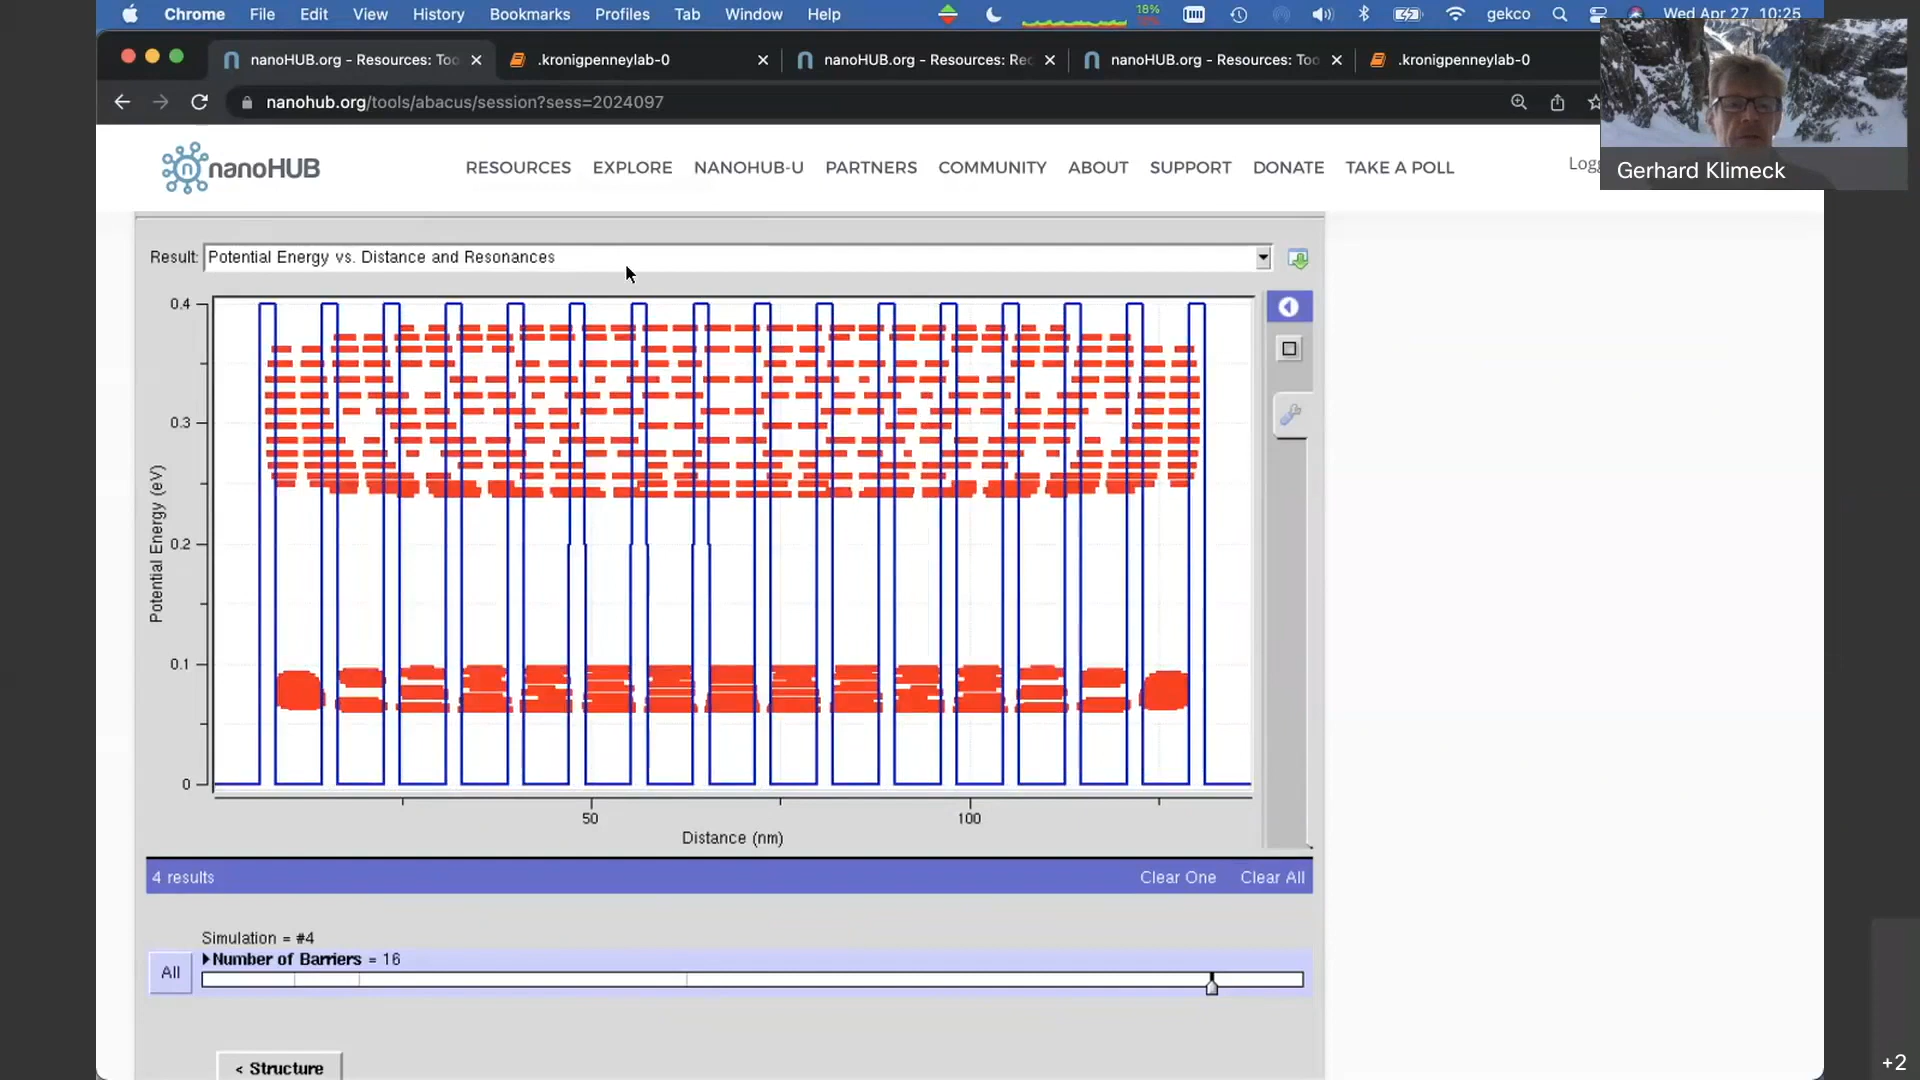 Chrome File Edit View History Bookmarks Profiles Tab Window Help 18% gekco Wed Apr 27, 10:25
nanoHUB.org - Resources: Too .kronigpenneylab-0 nanoHUB.org - Resources: Rec nanoHUB.org - Resources: Too .kronigpenneylab-0
nanohub.org/tools/abacus/session?sess=2024097
nanoHUB RESOURCES EXPLORE NANOHUB-U PARTNERS COMMUNITY ABOUT SUPPORT DONATE TAKE A POLL Logg
Gerhard Klimeck
Result: Potential Energy vs. Distance and Resonances
0.4
0.3
0.2
0.1
0
Potential Energy (eV)
50 100
Distance (nm)
4 results Clear One Clear All
Simulation = #4
All Number of Barriers = 16
< Structure
+2